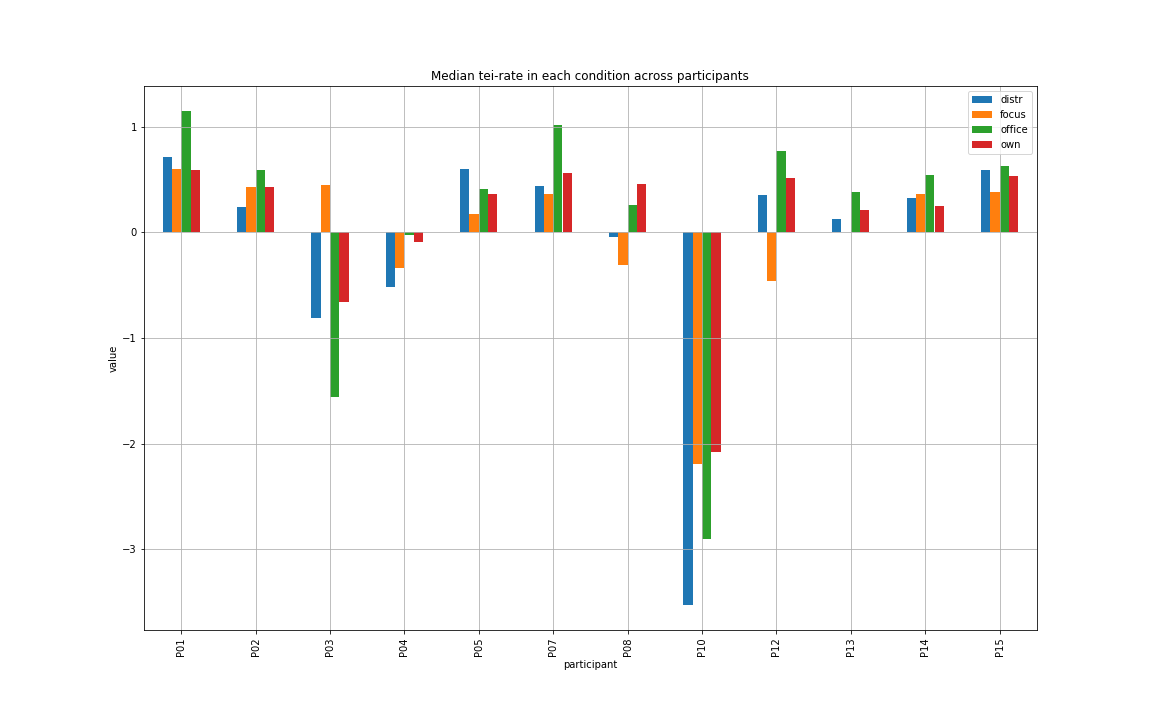 Median tei-rate in each condition across participants
distr
focus
office
own
1
0
−1
−2
−3
value
P01
P02
P03
P04
P05
P07
P08
P10
P12
P13
P14
P15
participant